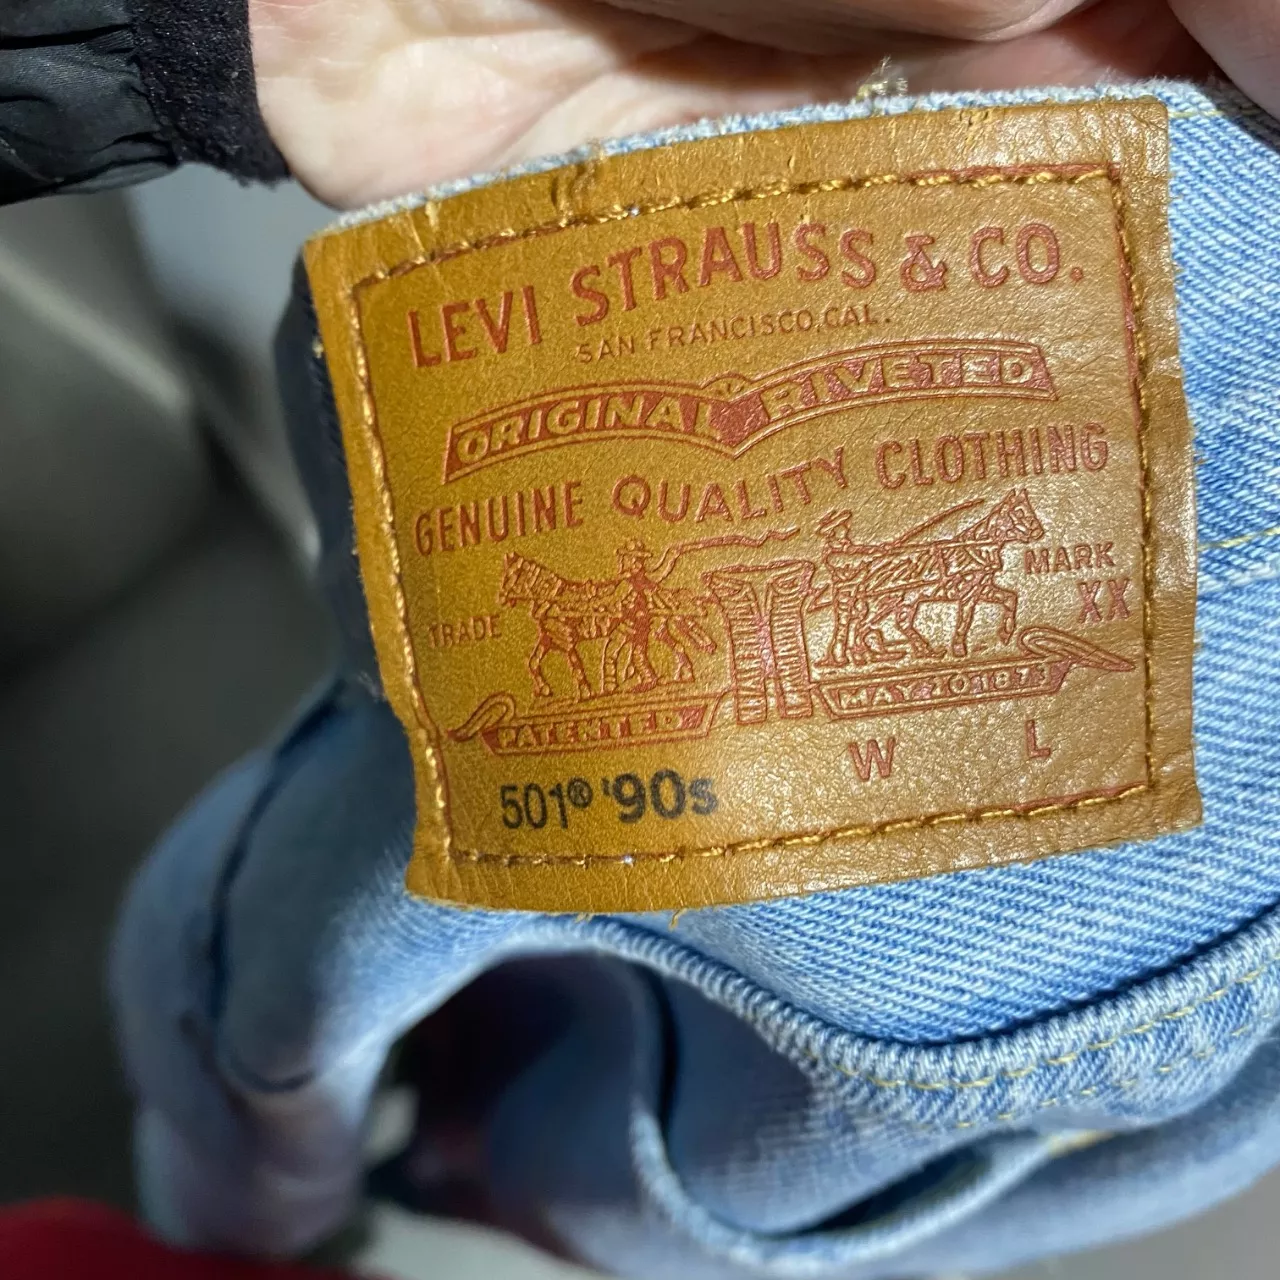 LEVI STRAUSS & CO.
SAN FRANCISCO, CAL.
ORIGINAL RIVETED
GENUINE QUALITY CLOTHING
TRADE MARK
XX
PATENTED MAY 20 1873
W L
501® '90s